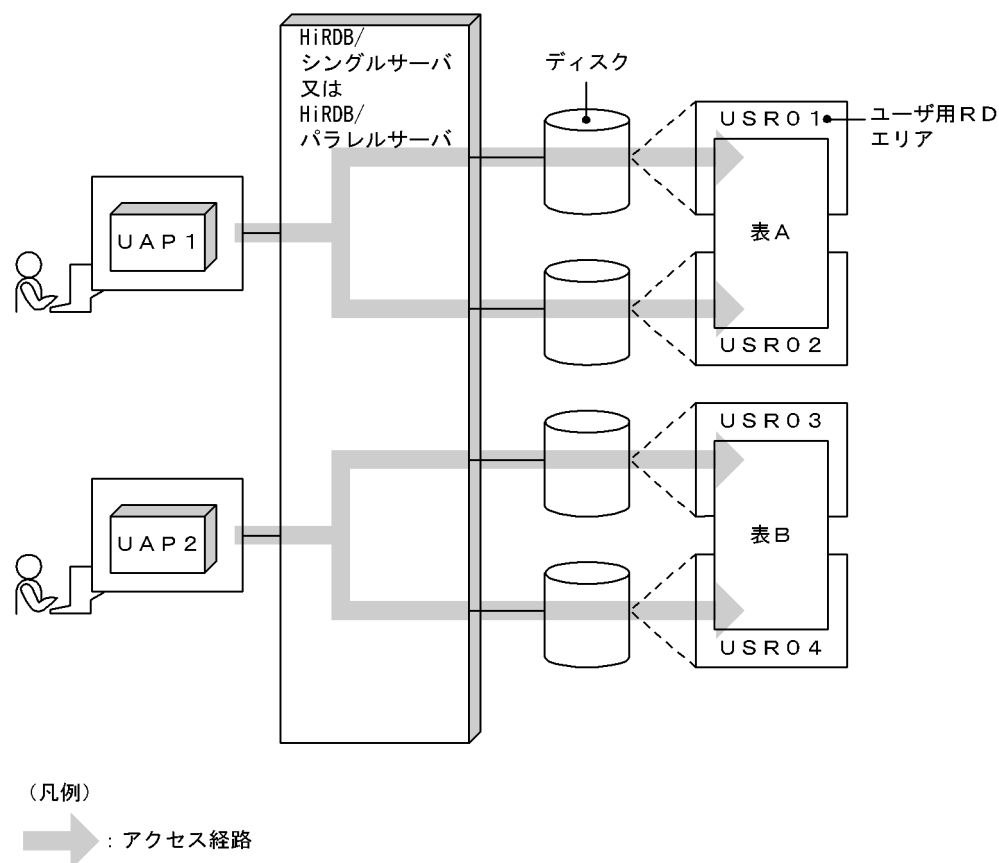 HiRDB/
シングルサーバ
又は
HiRDB/
パラレルサーバ
ディスク
USR01
ユーザ用RD
エリア
UAP1
表A
USR02
USR03
UAP2
表B
USR04
(凡例)
:アクセス経路